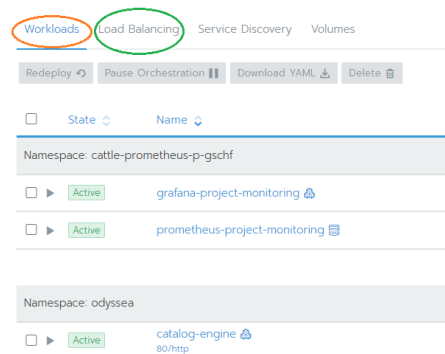 Workloads Load Balancing Service Discovery Volumes
Redeploy Pause Orchestration Download YAML Delete
State Name
Namespace: cattle-prometheus-p-gschf
Active grafana-project-monitoring
Active prometheus-project-monitoring
Namespace: odyssea
Active catalog-engine
80/http